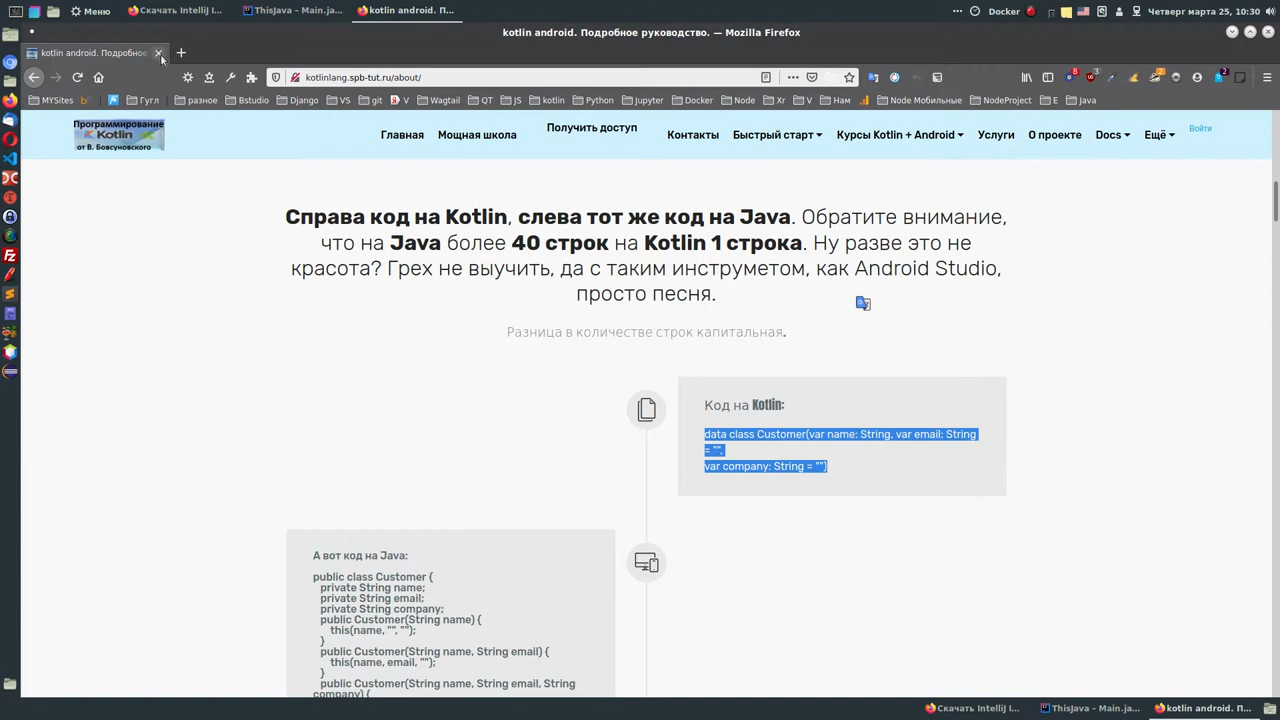 Меню
Скачать IntelliJ I...
ThisJava – Main.ja...
kotlin android. П...
Docker
Четверг марта 25, 10:30
kotlin android. Подробное руководство. — Mozilla Firefox
kotlin android. Подробное
kotlinlang.spb-tut.ru/about/
MYSites
Гугл
разное
Bstudio
Django
VS
git
V
Wagtail
QT
JS
kotlin
Python
Jupyter
Docker
Node
Xr
V
Нам
Node Мобильные
NodeProject
E
Java
Программирование
Kotlin
от В. Бовсуновского
Главная
Мощная школа
Получить доступ
Контакты
Быстрый старт
Курсы Kotlin + Android
Услуги
О проекте
Docs
Ещё
Войти
Справа код на Kotlin, слева тот же код на Java. Обратите внимание,
что на Java более 40 строк на Kotlin 1 строка. Ну разве это не
красота? Грех не выучить, да с таким инструметом, как Android Studio,
просто песня.
Разница в количестве строк капитальная.
Код на Kotlin:
data class Customer(var name: String, var email: String
= "",
var company: String = "")
А вот код на Java:
public class Customer {
private String name;
private String email;
private String company;
public Customer(String name) {
this(name, "", "");
}
public Customer(String name, String email) {
this(name, email, "");
}
public Customer(String name, String email, String
company) {
Скачать IntelliJ I...
ThisJava – Main.ja...
kotlin android. П...